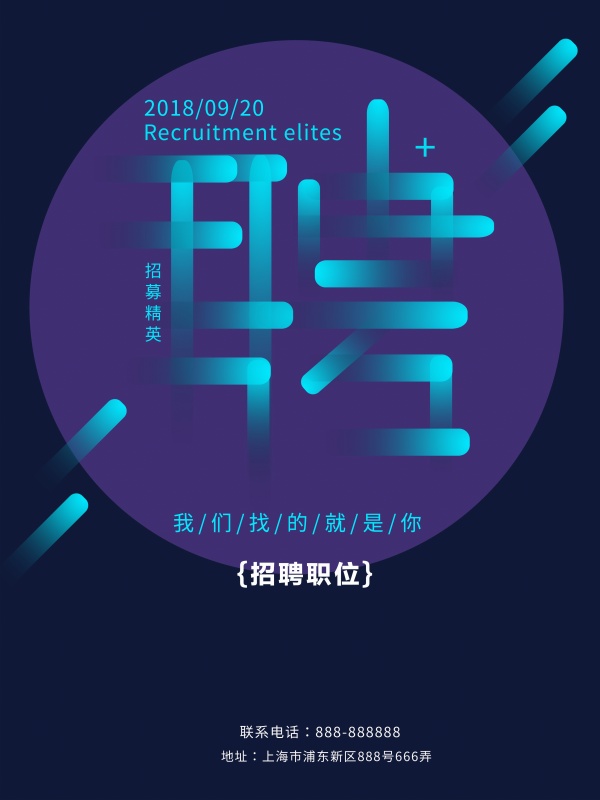 2018/09/20
Recruitment elites
+
聘
招募精英
我/们/找/的/就/是/你
{招聘职位}
联系电话：888-888888
地址：上海市浦东新区888号666弄